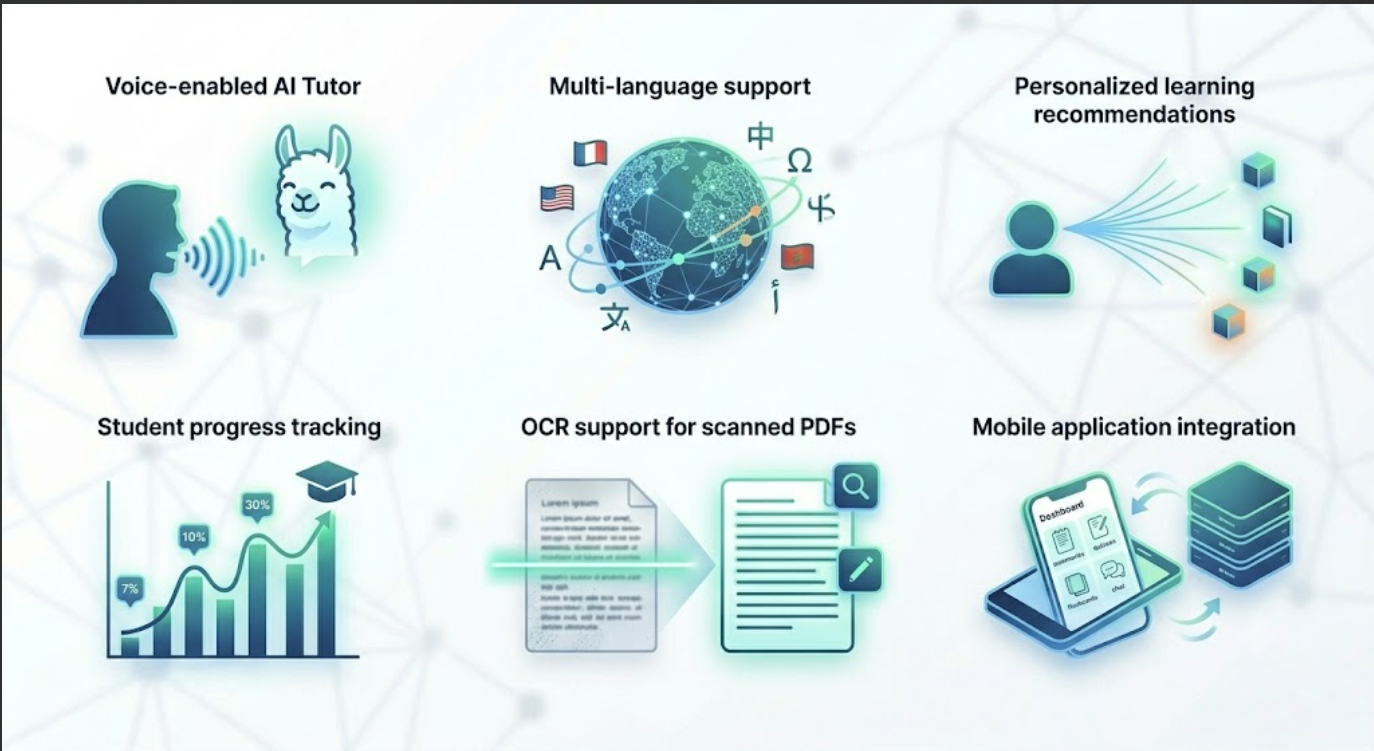 Voice-enabled AI Tutor
Multi-language support
中
Ω
A
文A
أ
Personalized learning
recommendations
Student progress tracking
7%
10%
30%
OCR support for scanned PDFs
Lorem ipsum
Mobile application integration
Dashboard
Flashcards
chat